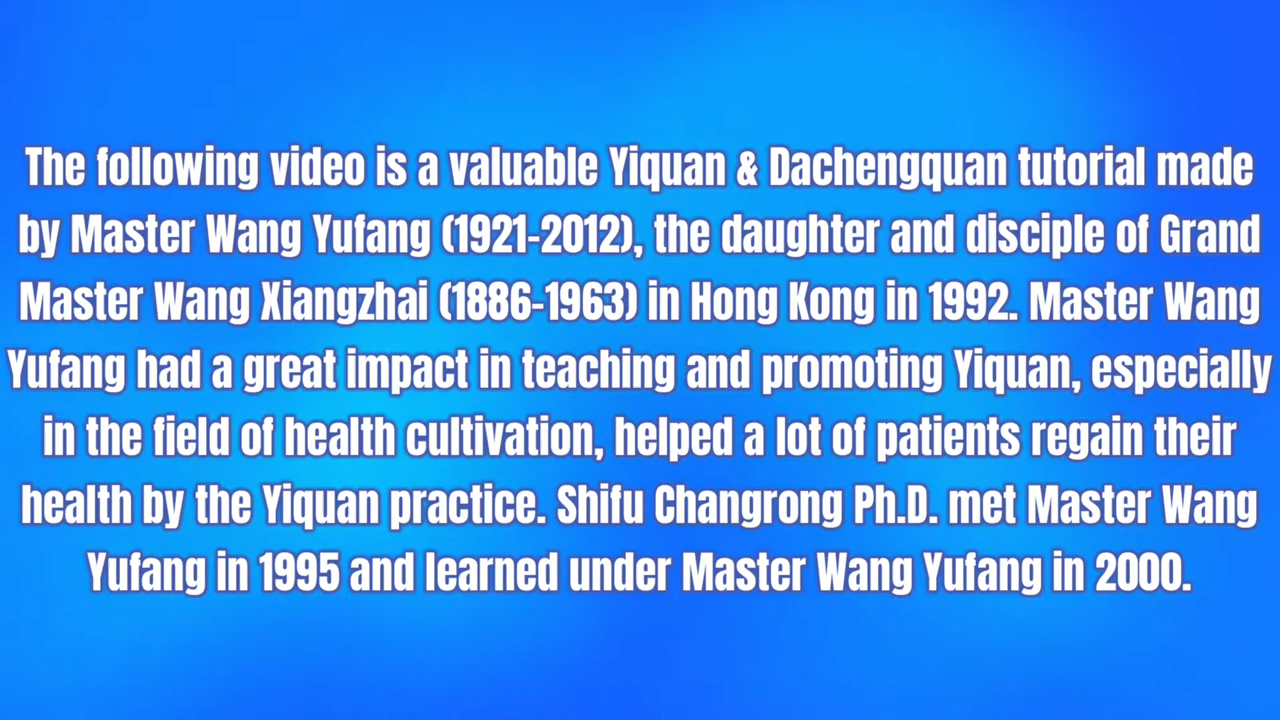 The following video is a valuable Yiquan & Dachengquan tutorial made
by Master Wang Yufang (1921-2012), the daughter and disciple of Grand
Master Wang Xiangzhai (1886-1963) in Hong Kong in 1992. Master Wang
Yufang had a great impact in teaching and promoting Yiquan, especially
in the field of health cultivation, helped a lot of patients regain their
health by the Yiquan practice. Shifu Changrong Ph.D. met Master Wang
Yufang in 1995 and learned under Master Wang Yufang in 2000.